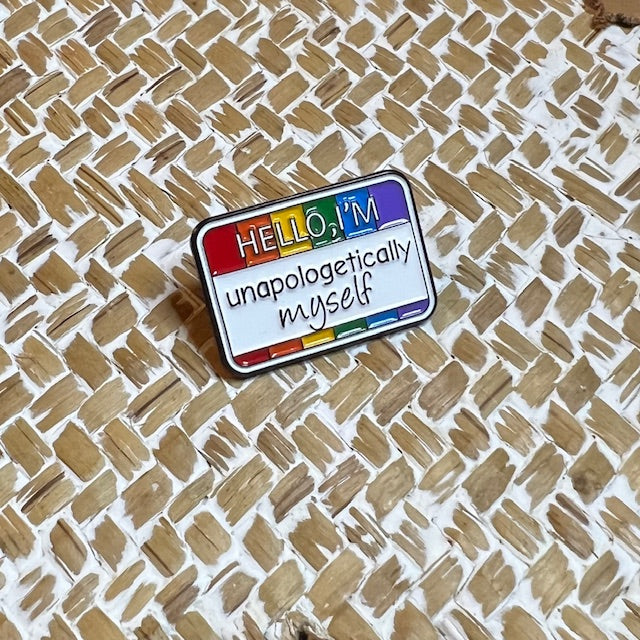 HELLO, I'M
unapologetically
myself